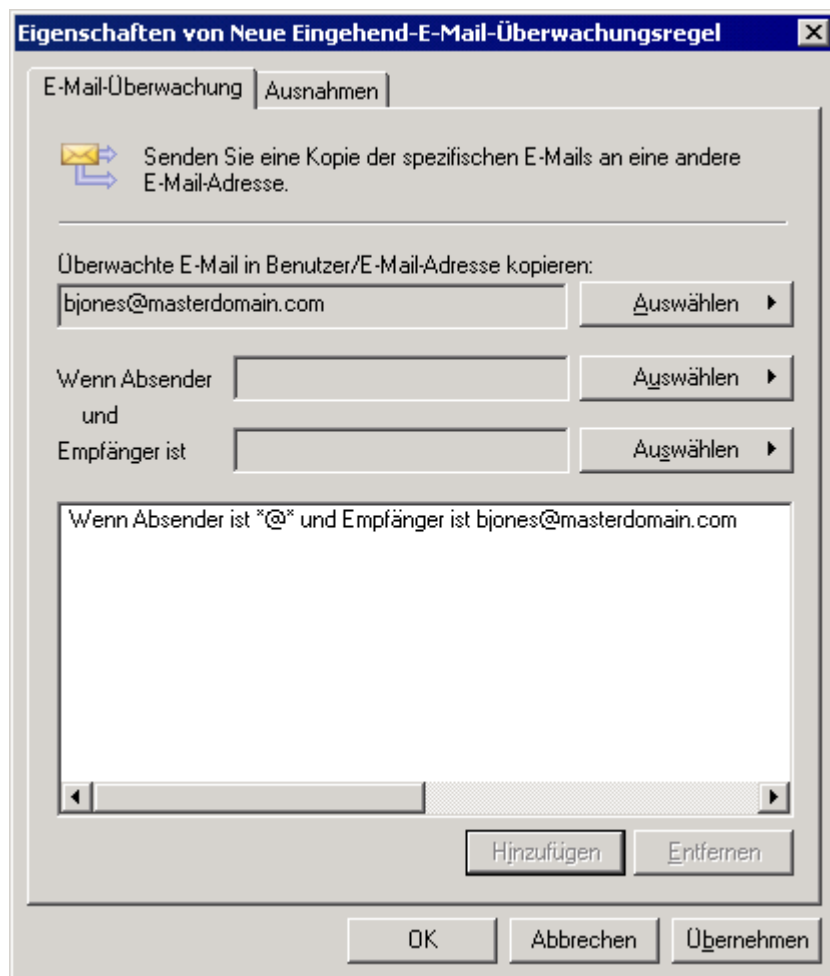 Eigenschaften von Neue Eingehend-E-Mail-Überwachungsregel
E-Mail-Überwachung
Ausnahmen
Senden Sie eine Kopie der spezifischen E-Mails an eine andere
E-Mail-Adresse.
Überwachte E-Mail in Benutzer/E-Mail-Adresse kopieren:
bjones@masterdomain.com
Auswählen
Wenn Absender
Auswählen
und
Empfänger ist
Auswählen
Wenn Absender ist *@* und Empfänger ist bjones@masterdomain.com
Hinzufügen
Entfernen
OK
Abbrechen
Übernehmen